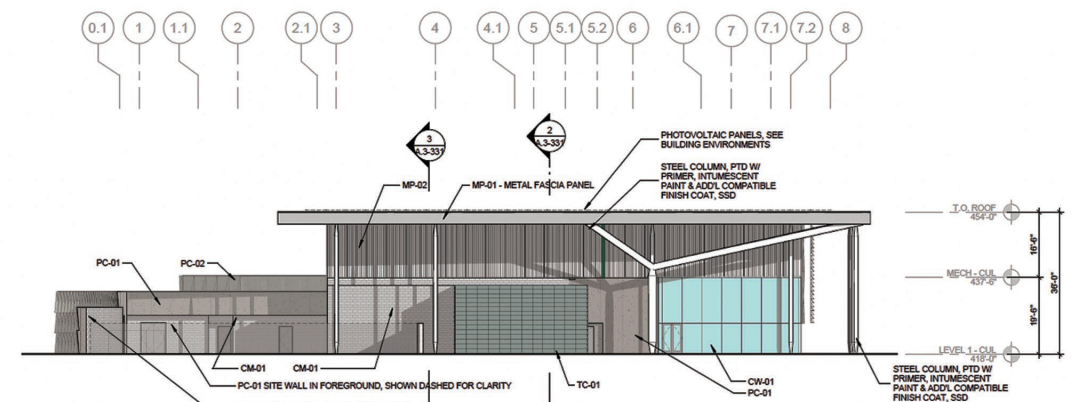 0.1 1 1.1 2 2.1 3 4 4.1 5 5.1 5.2 6 6.1 7 7.1 7.2 8
3
A.3-331
2
A.3-331
PHOTOVOLTAIC PANELS, SEE
BUILDING ENVIRONMENTS
STEEL COLUMN, PTD W/
PRIMER, INTUMESCENT
PAINT & ADD'L COMPATIBLE
FINISH COAT, SSD
MP-02
MP-01 - METAL FASCIA PANEL
T.O. ROOF
454'-0"
16'-6"
PC-01
PC-02
MECH - CUL
437'-6"
36'-0"
19'-6"
LEVEL 1 - CUL
418'-0"
CM-01
CM-01
PC-01 SITE WALL IN FOREGROUND, SHOWN DASHED FOR CLARITY
TC-01
CW-01
PC-01
STEEL COLUMN, PTD W/
PRIMER, INTUMESCENT
PAINT & ADD'L COMPATIBLE
FINISH COAT, SSD